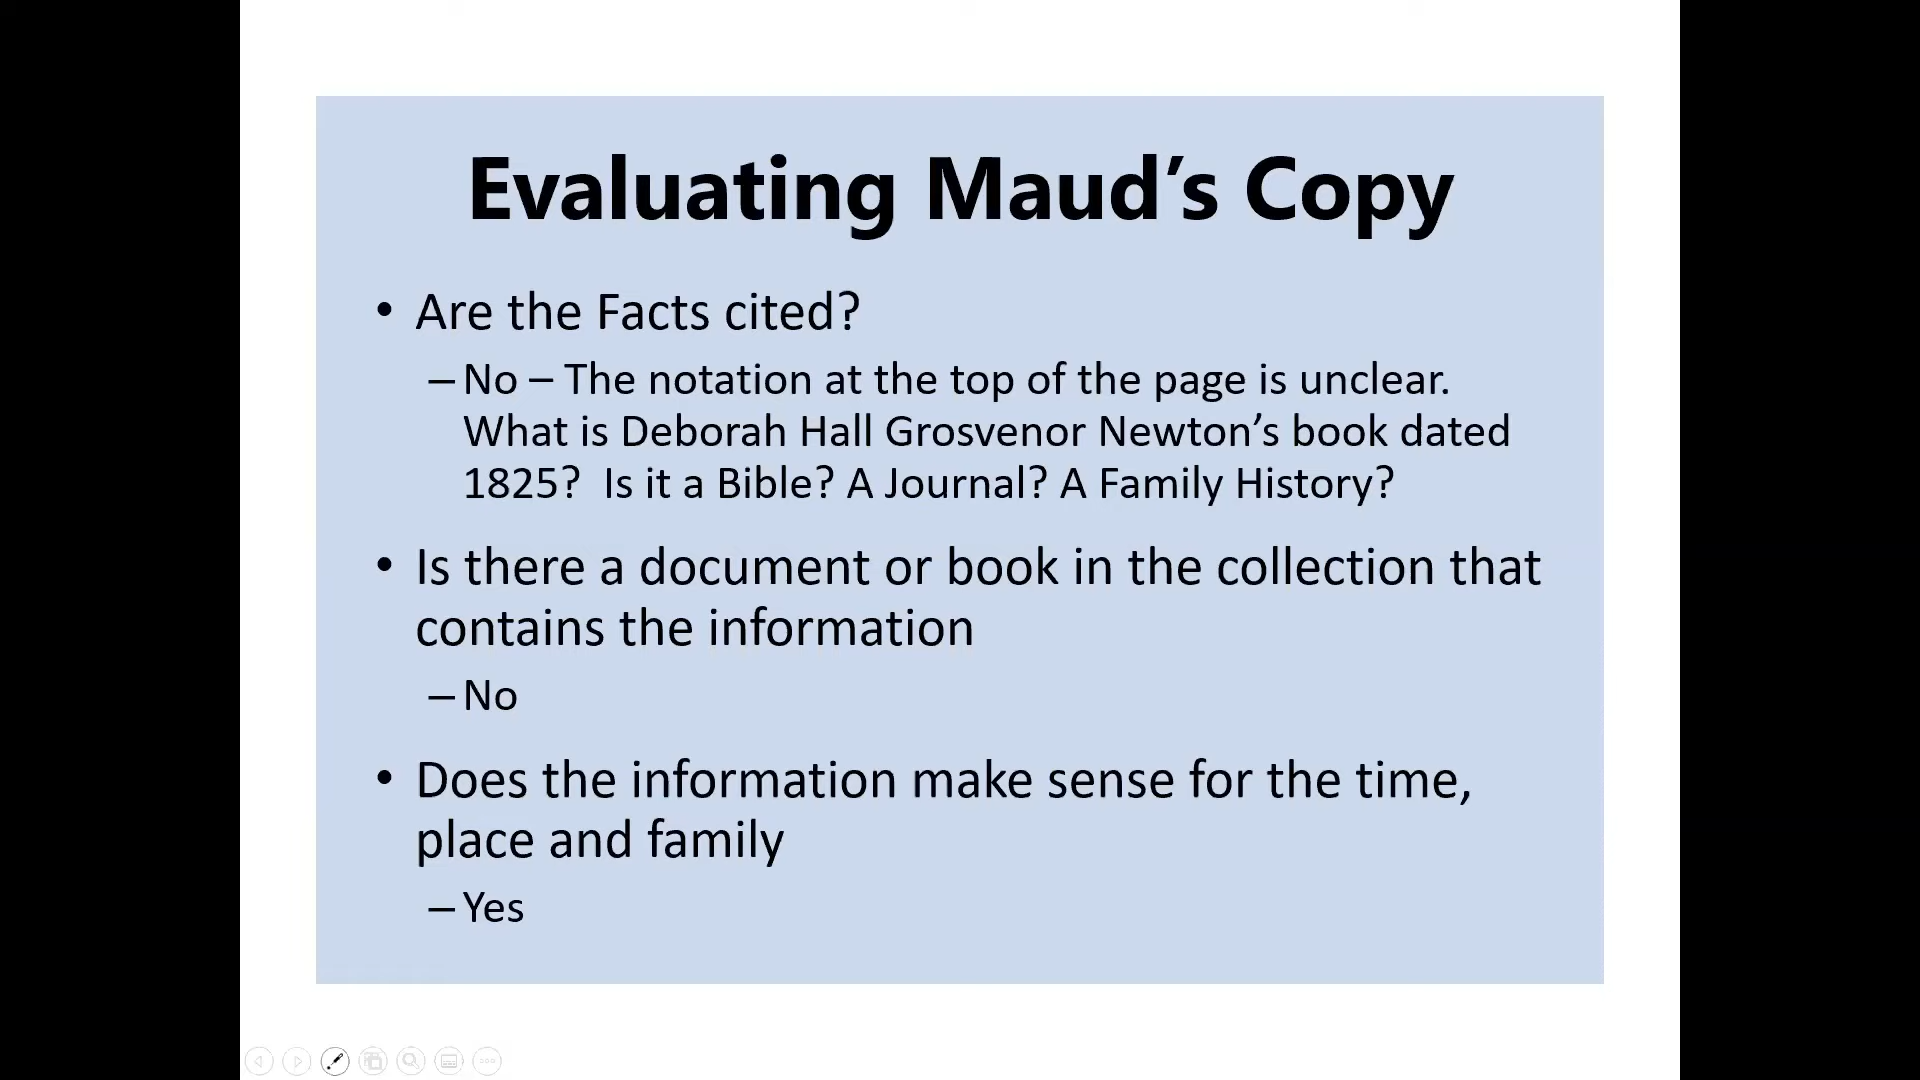 Evaluating Maud’s Copy
• Are the Facts cited?
– No – The notation at the top of the page is unclear.
What is Deborah Hall Grosvenor Newton’s book dated
1825?  Is it a Bible? A Journal? A Family History?
• Is there a document or book in the collection that
contains the information
– No
• Does the information make sense for the time,
place and family
– Yes